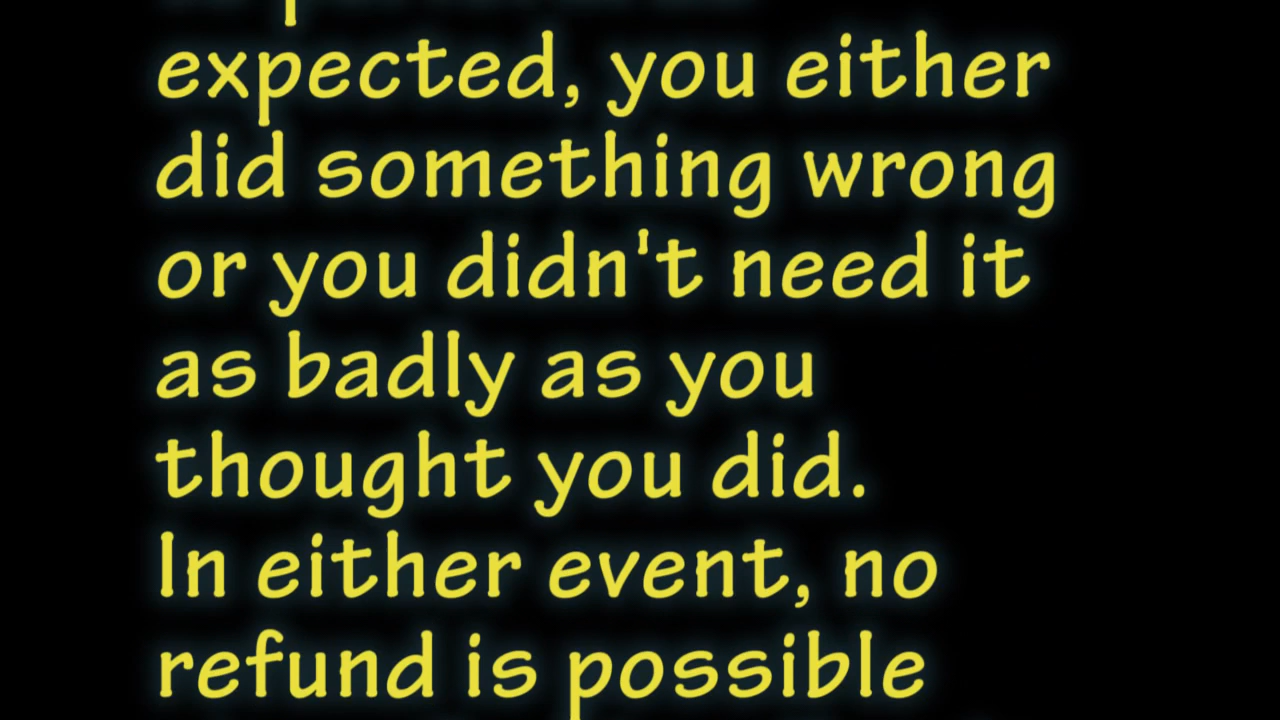 expected, you either
did something wrong
or you didn't need it
as badly as you
thought you did.
In either event, no
refund is possible